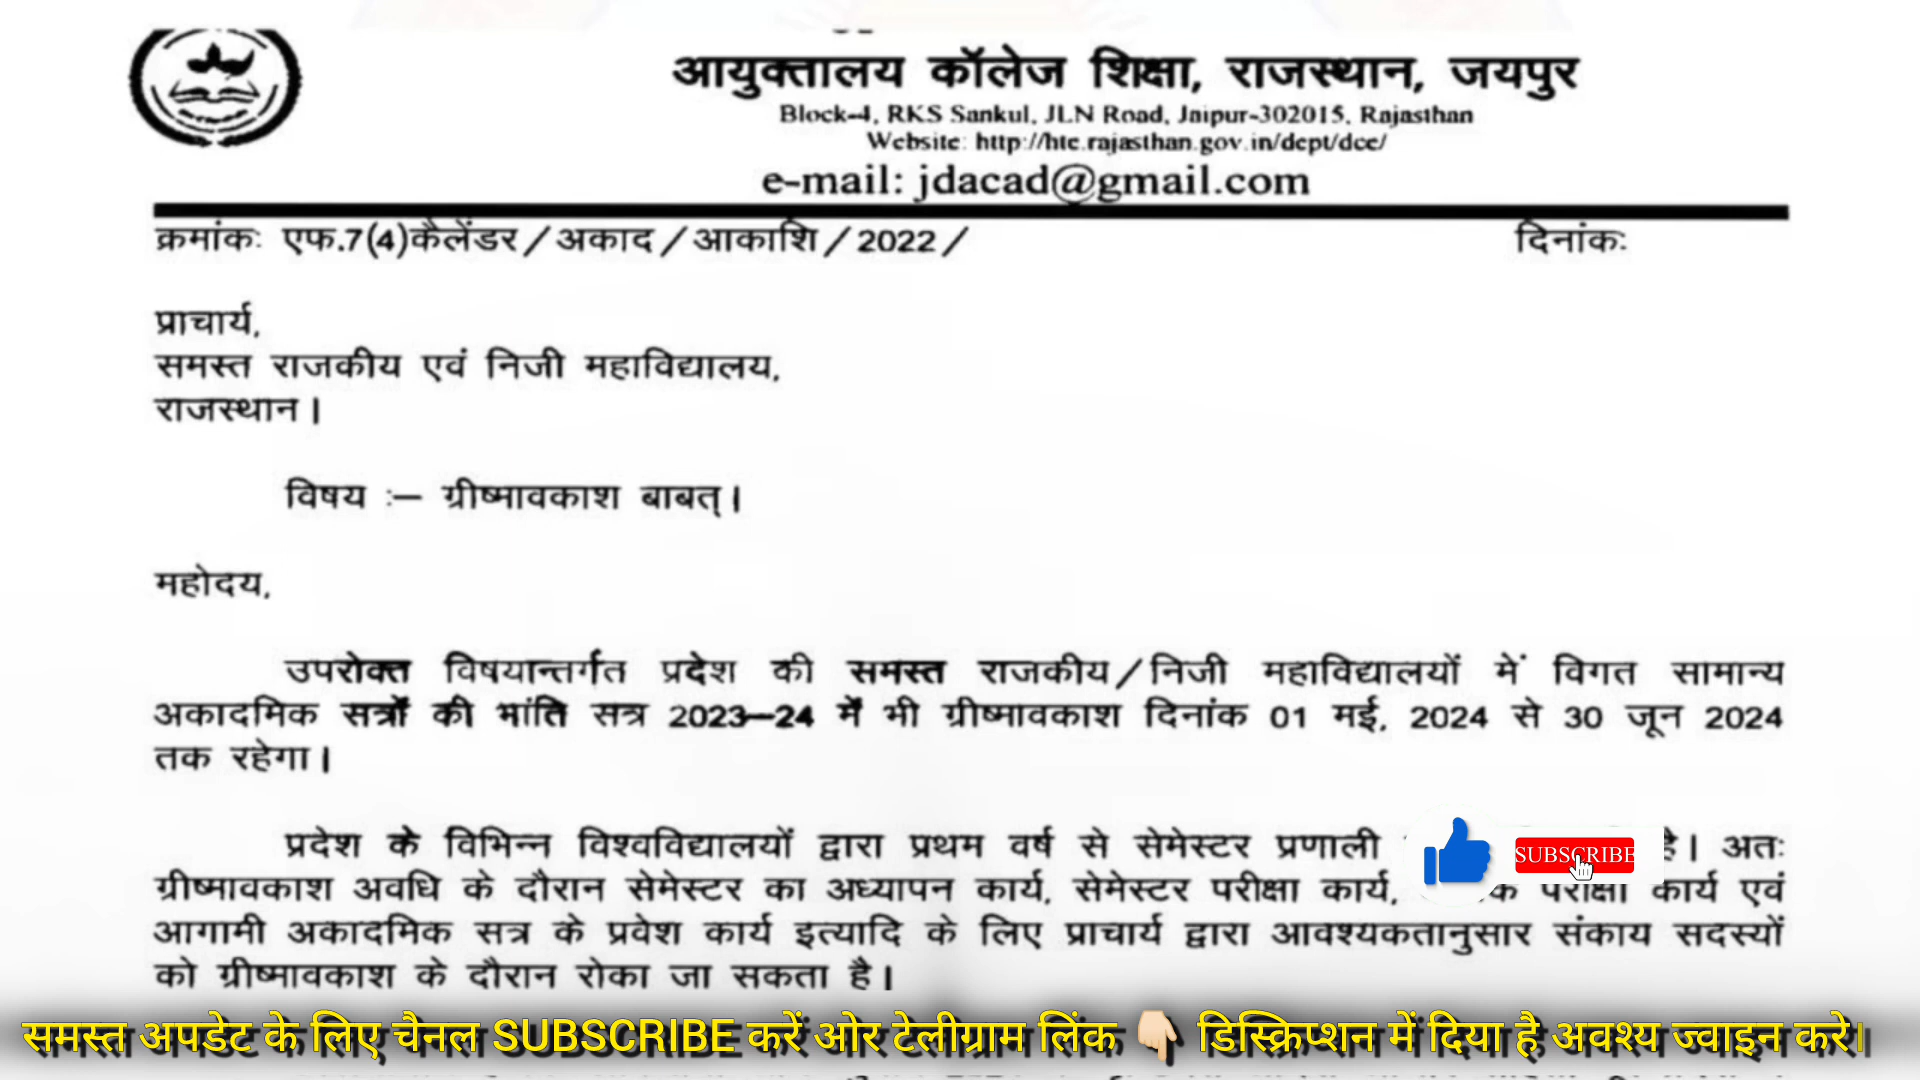 आयुक्तालय कॉलेज शिक्षा, राजस्थान, जयपुर
Block-4, RKS Sankul, JLN Road, Jaipur-302015, Rajasthan
Website: http://hte.rajasthan.gov.in/dept/dce/
e-mail: jdacad@gmail.com
क्रमांकः एफ.7(4)कैलेंडर/अकाद/आकाशि/2022/ दिनांकः
प्राचार्य,
समस्त राजकीय एवं निजी महाविद्यालय,
राजस्थान।
विषय :– ग्रीष्मावकाश बाबत्।
महोदय,
उपरोक्त विषयान्तर्गत प्रदेश की समस्त राजकीय/निजी महाविद्यालयों में विगत सामान्य
अकादमिक सत्रों की भांति सत्र 2023–24 में भी ग्रीष्मावकाश दिनांक 01 मई, 2024 से 30 जून 2024
तक रहेगा।
प्रदेश के विभिन्न विश्वविद्यालयों द्वारा प्रथम वर्ष से सेमेस्टर प्रणाली है। अतः
SUBSCRIBE
ग्रीष्मावकाश अवधि के दौरान सेमेस्टर का अध्यापन कार्य, सेमेस्टर परीक्षा कार्य, परीक्षा कार्य एवं
आगामी अकादमिक सत्र के प्रवेश कार्य इत्यादि के लिए प्राचार्य द्वारा आवश्यकतानुसार संकाय सदस्यों
को ग्रीष्मावकाश के दौरान रोका जा सकता है।
समस्त अपडेट के लिए चैनल SUBSCRIBE करें ओर टेलीग्राम लिंक 👇🏻 डिस्क्रिप्शन में दिया है अवश्य ज्वाइन करे।